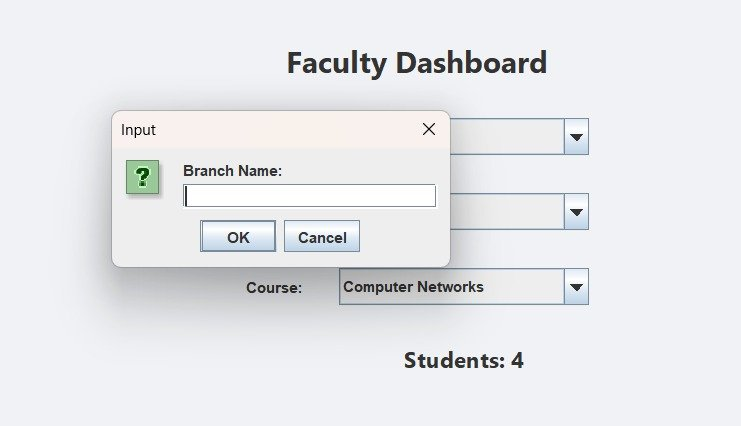 Faculty Dashboard
Input
?
Branch Name:
OK Cancel
Course: Computer Networks
Students: 4